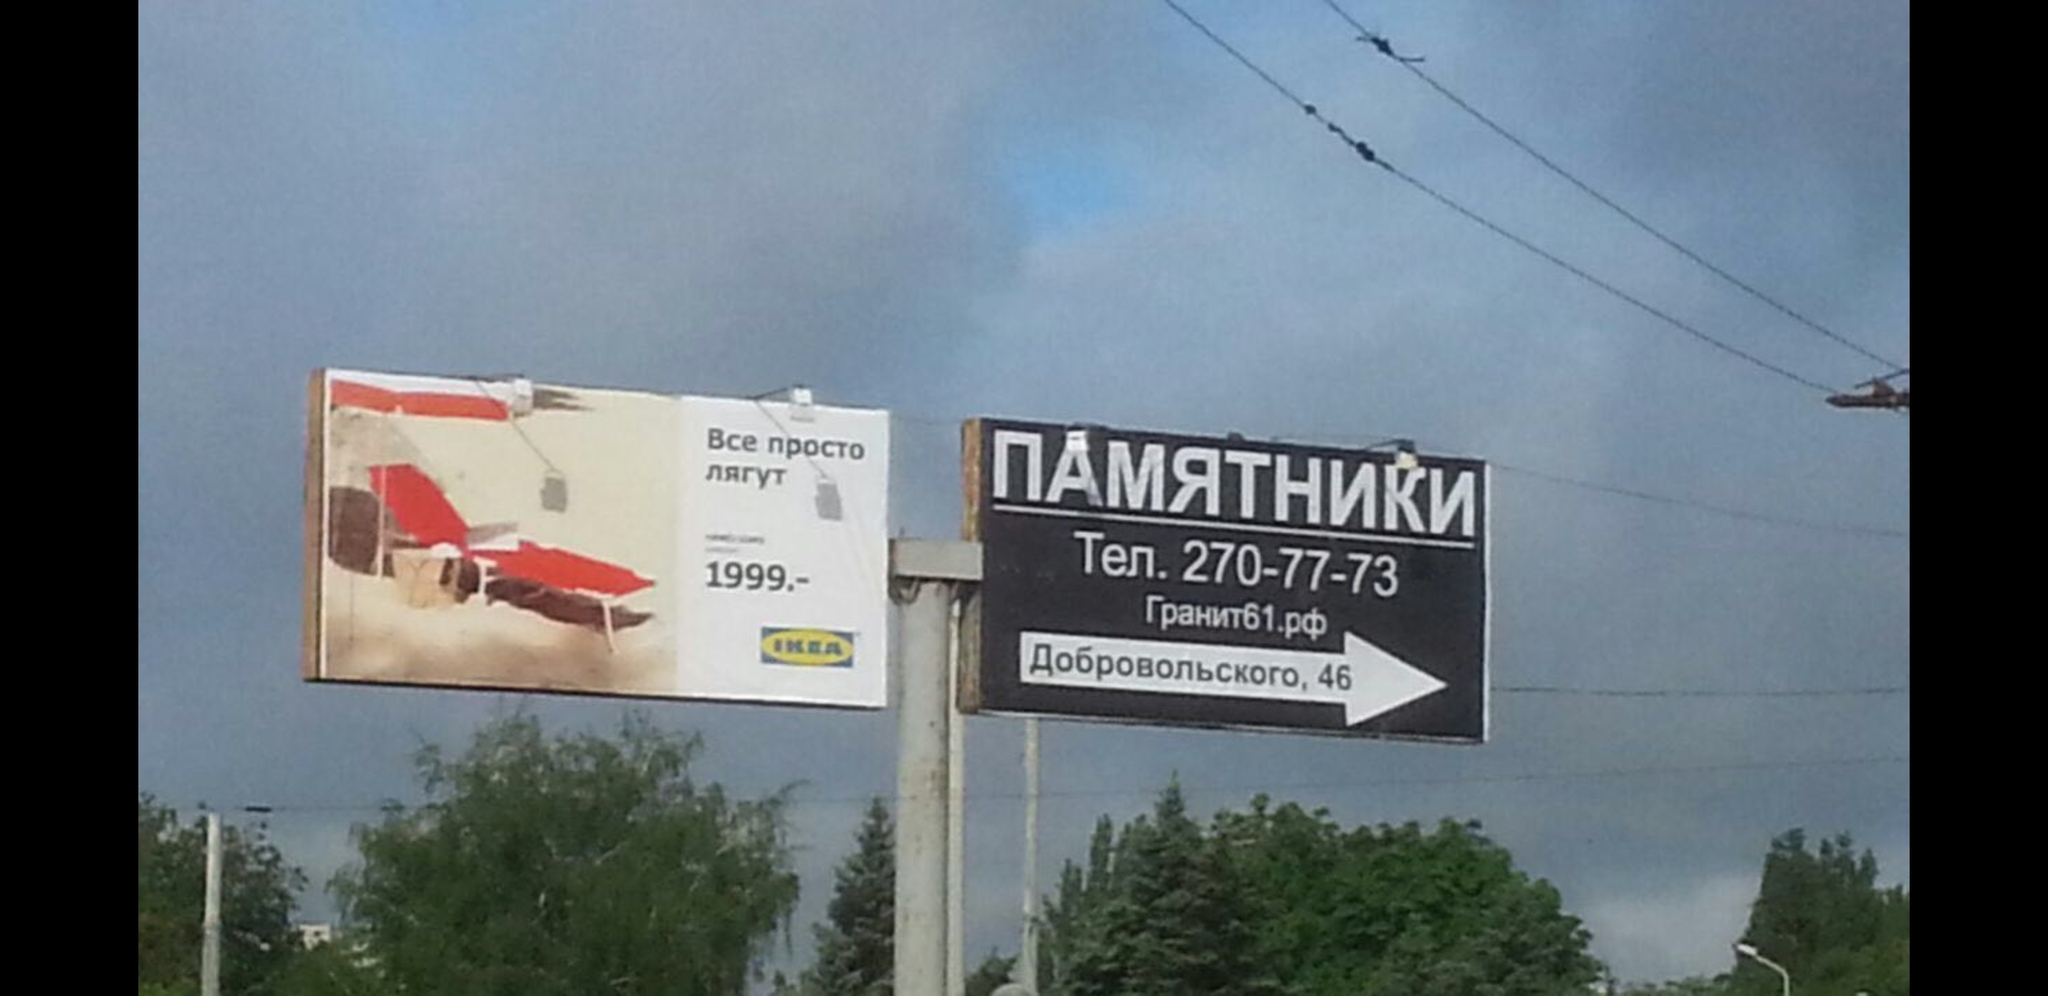 Все просто
лягут
1999.-
IKEA
ПАМЯТНИКИ
Тел. 270-77-73
Гранит61.рф
Добровольского, 46